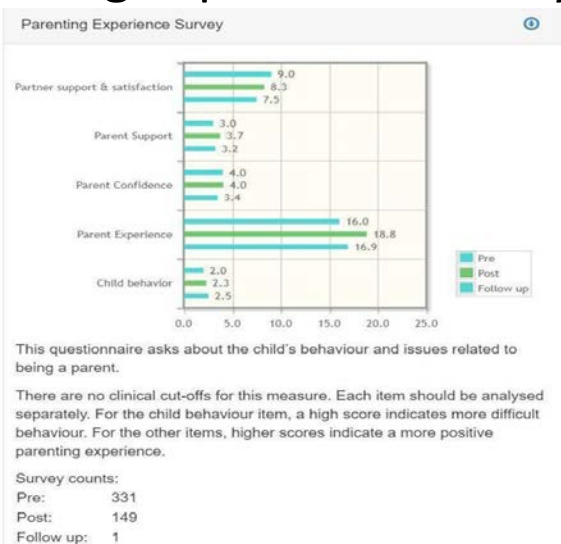 Parenting Experience Survey
Partner support & satisfaction
9.0
8.3
7.5
Parent Support
3.0
3.7
3.2
Parent Confidence
4.0
4.0
3.4
Parent Experience
16.0
18.8
16.9
Child behavior
2.0
2.3
2.5
Pre
Post
Follow up
0.0 5.0 10.0 15.0 20.0 25.0
This questionnaire asks about the child's behaviour and issues related to
being a parent.
There are no clinical cut-offs for this measure. Each item should be analysed
separately. For the child behaviour item, a high score indicates more difficult
behaviour. For the other items, higher scores indicate a more positive
parenting experience.
Survey counts:
Pre: 331
Post: 149
Follow up: 1